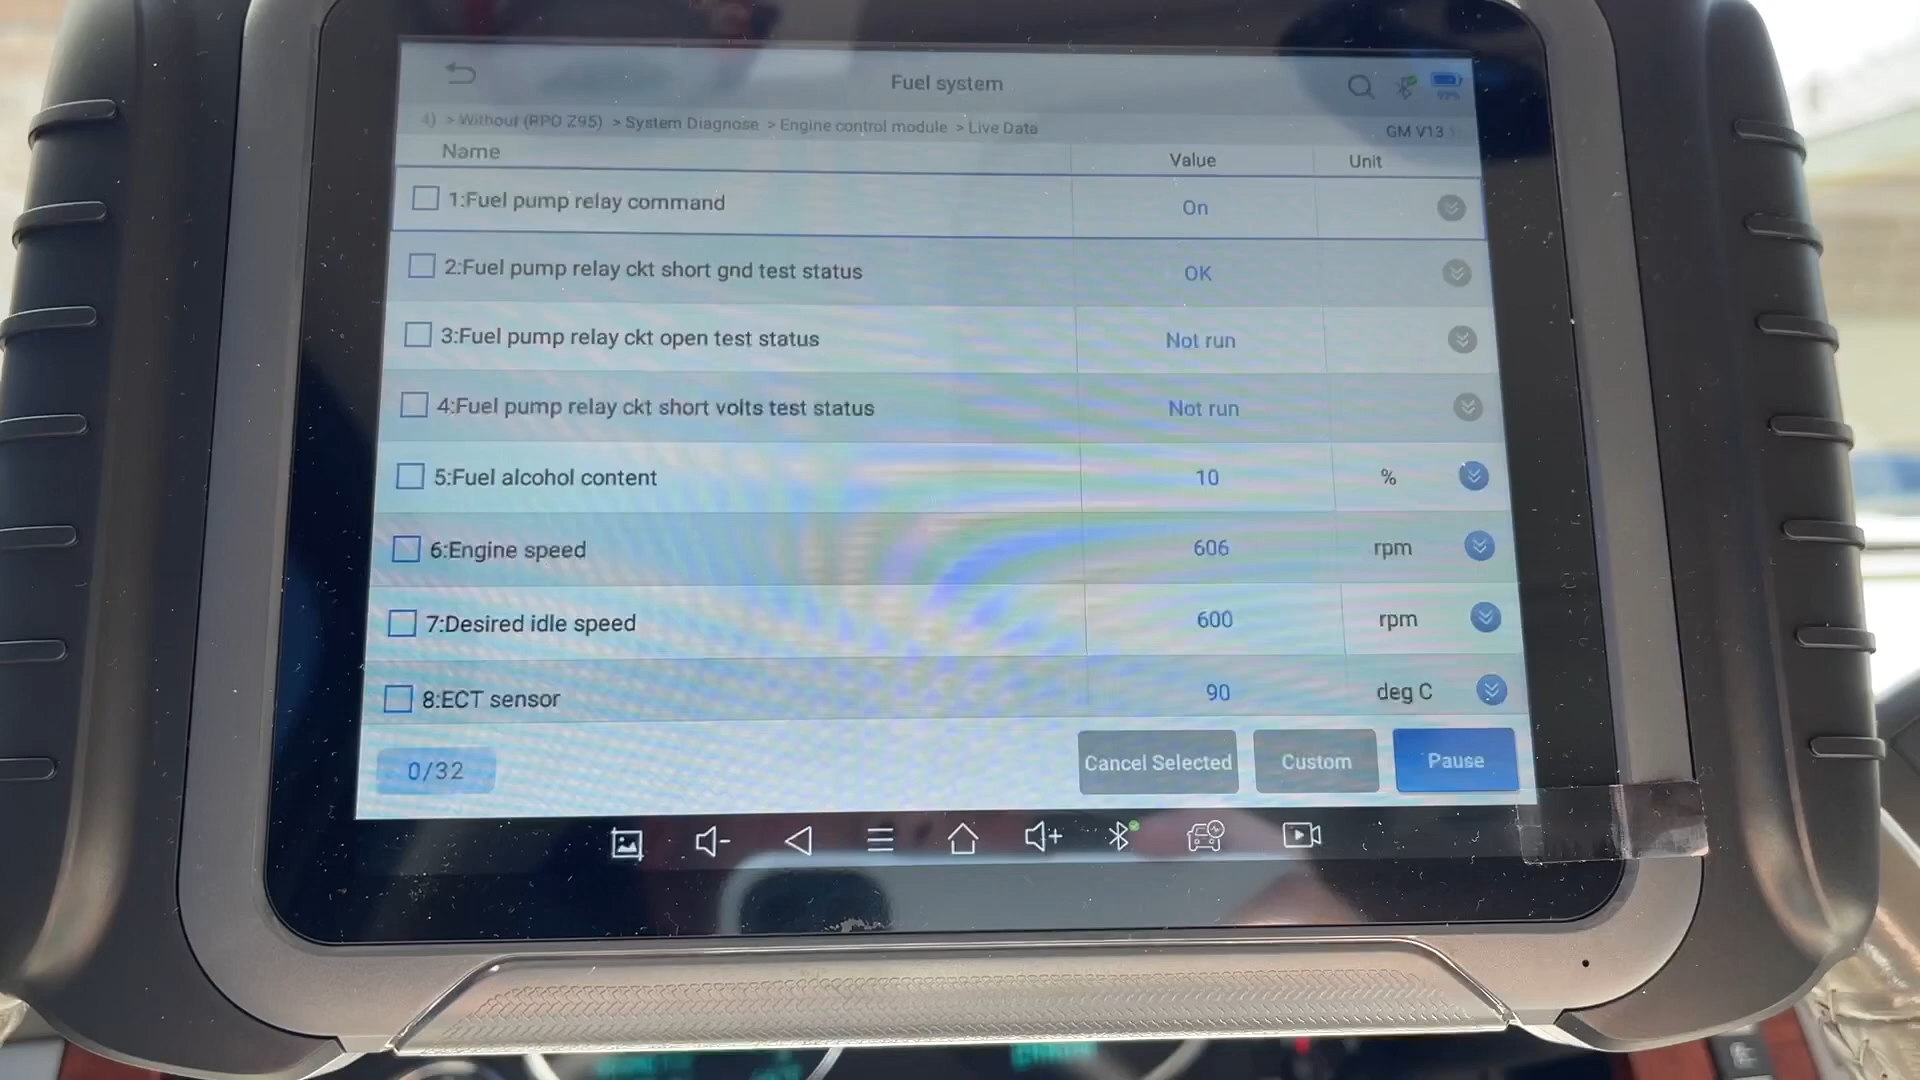 Fuel system
99%
4) > Without (RPO Z95) > System Diagnose > Engine control module > Live Data
GM V13
Name Value Unit
1:Fuel pump relay command On
2:Fuel pump relay ckt short gnd test status OK
3:Fuel pump relay ckt open test status Not run
4:Fuel pump relay ckt short volts test status Not run
5:Fuel alcohol content 10 %
6:Engine speed 606 rpm
7:Desired idle speed 600 rpm
8:ECT sensor 90 deg C
0/32 Cancel Selected Custom Pause